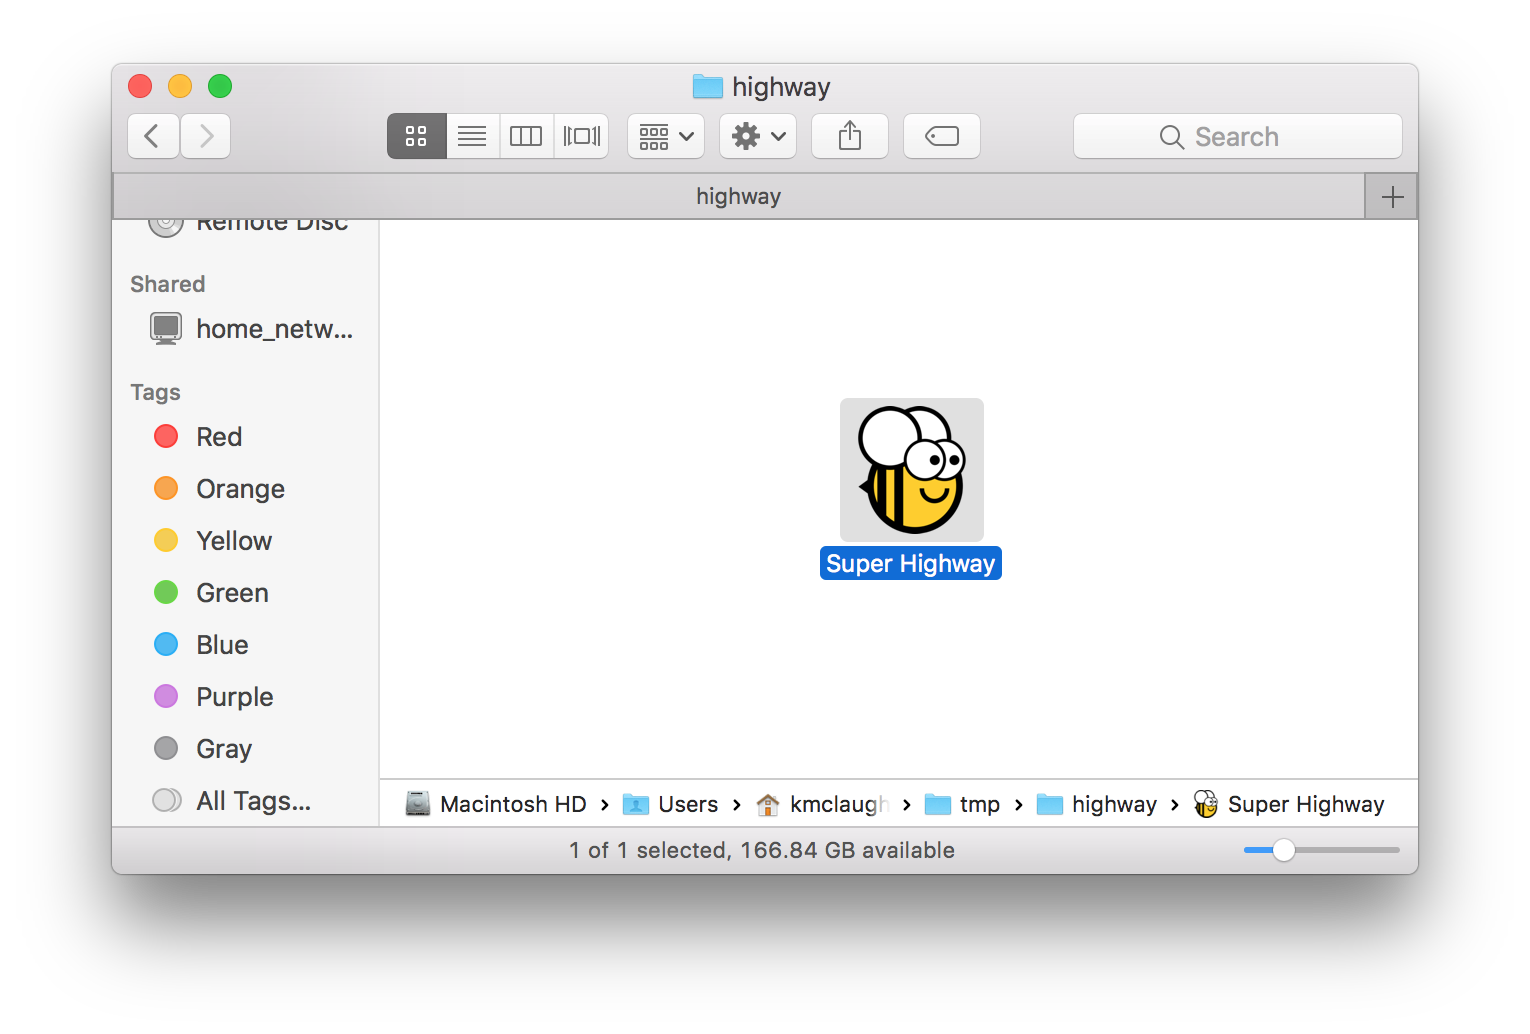 highway
Search
highway
Remote Disc
Shared
home_netw...
Tags
Red
Orange
Yellow
Green
Blue
Purple
Gray
All Tags...
Super Highway
Macintosh HD › Users › kmclaugh › tmp › highway › Super Highway
1 of 1 selected, 166.84 GB available